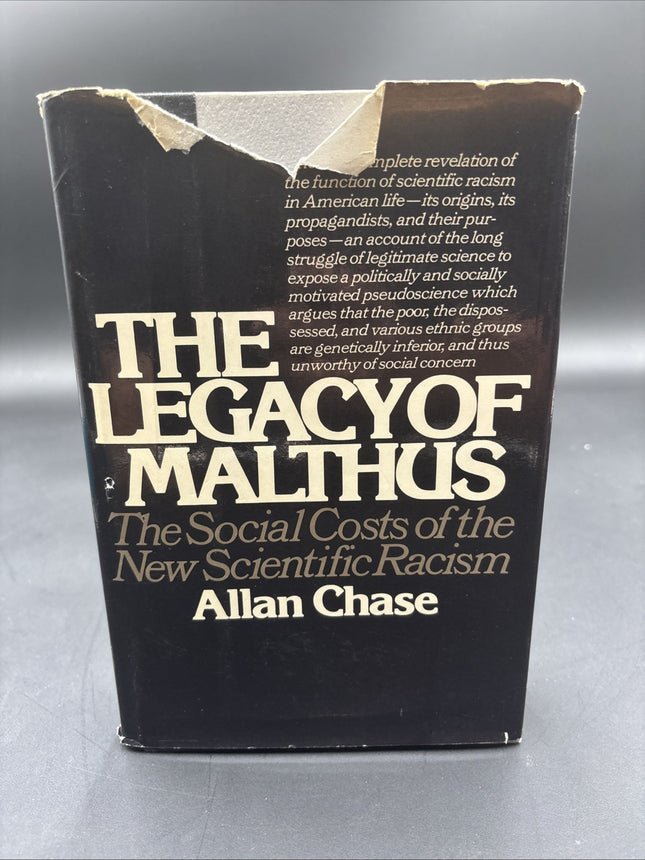 mplete revelation of
the function of scientific racism
in American life—its origins, its
propagandists, and their pur-
poses—an account of the long
struggle of legitimate science to
expose a politically and socially
motivated pseudoscience which
argues that the poor, the dispos-
sessed, and various ethnic groups
are genetically inferior, and thus
unworthy of social concern
THE
LEGACY OF
MALTHUS
The Social Costs of the
New Scientific Racism
Allan Chase